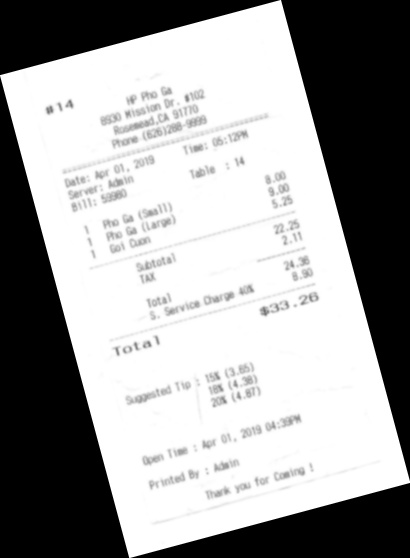 #14
HP Pho Ga
8930 Mission Dr. #102
Rosemead,CA 91770
Phone (626)288-9999
Date: Apr 01, 2019 Time: 05:12PM
Server: Admin Table : 14
Bill: 59980
1 Pho Ga (Small) 8.00
1 Pho Ga (Large) 9.00
1 Goi Cuon 5.25
Subtotal 22.25
TAX 2.11
Total 24.36
S. Service Charge 40% 8.90
Total $33.26
Suggested Tip : 15% (3.65)
18% (4.38)
20% (4.87)
Open Time : Apr 01, 2019 04:39PM
Printed By : Admin
Thank you for Coming !